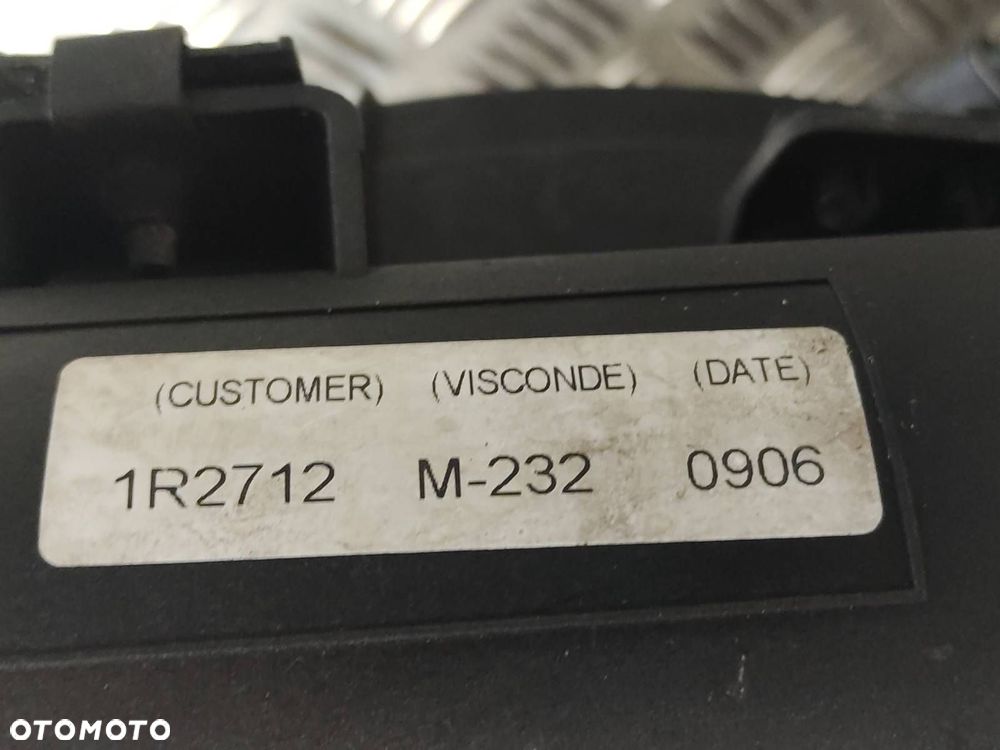 (CUSTOMER) (VISCONDE) (DATE)
1R2712 M-232 0906
OTOMOTO